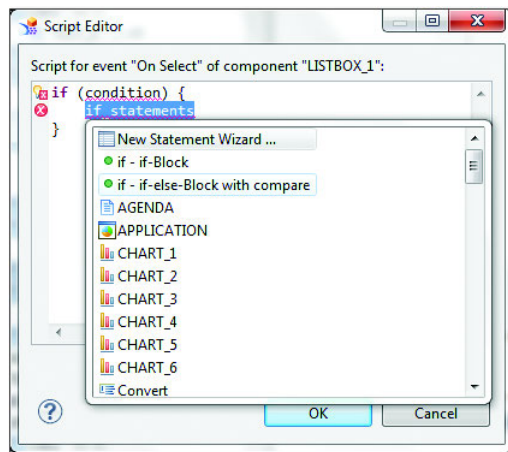 Script Editor
Script for event "On Select" of component "LISTBOX_1":
if (condition) {
if statements
}
New Statement Wizard ...
if - if-Block
if - if-else-Block with compare
AGENDA
APPLICATION
CHART_1
CHART_2
CHART_3
CHART_4
CHART_5
CHART_6
Convert
OK
Cancel